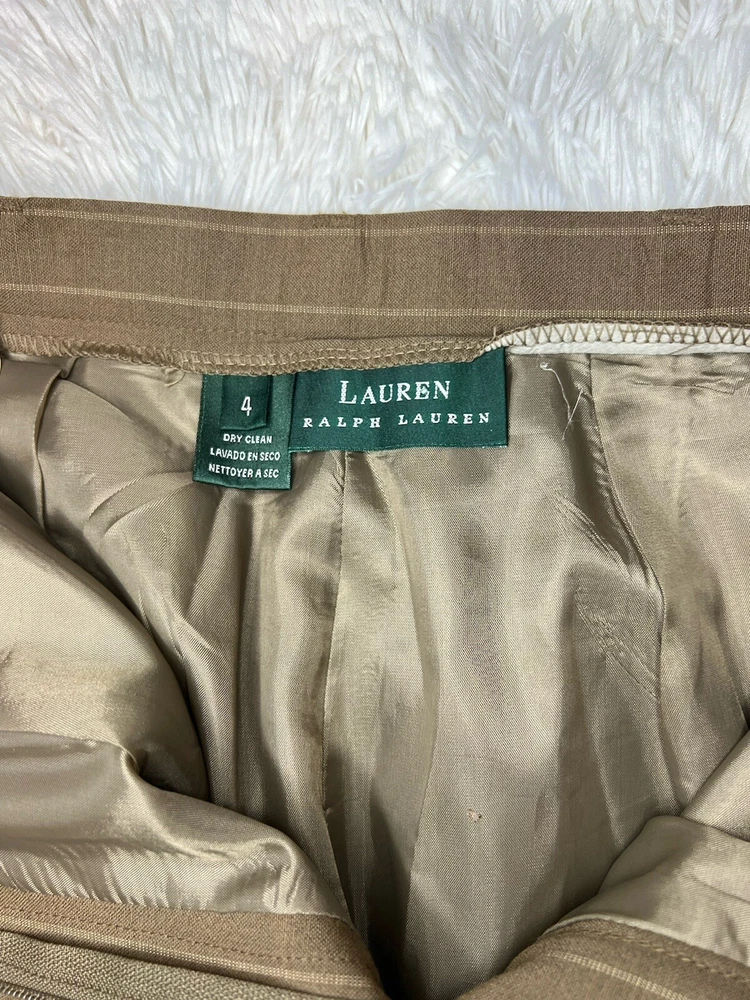 4
DRY CLEAN
LAVADO EN SECO
NETTOYER A SEC
LAUREN
RALPH LAUREN